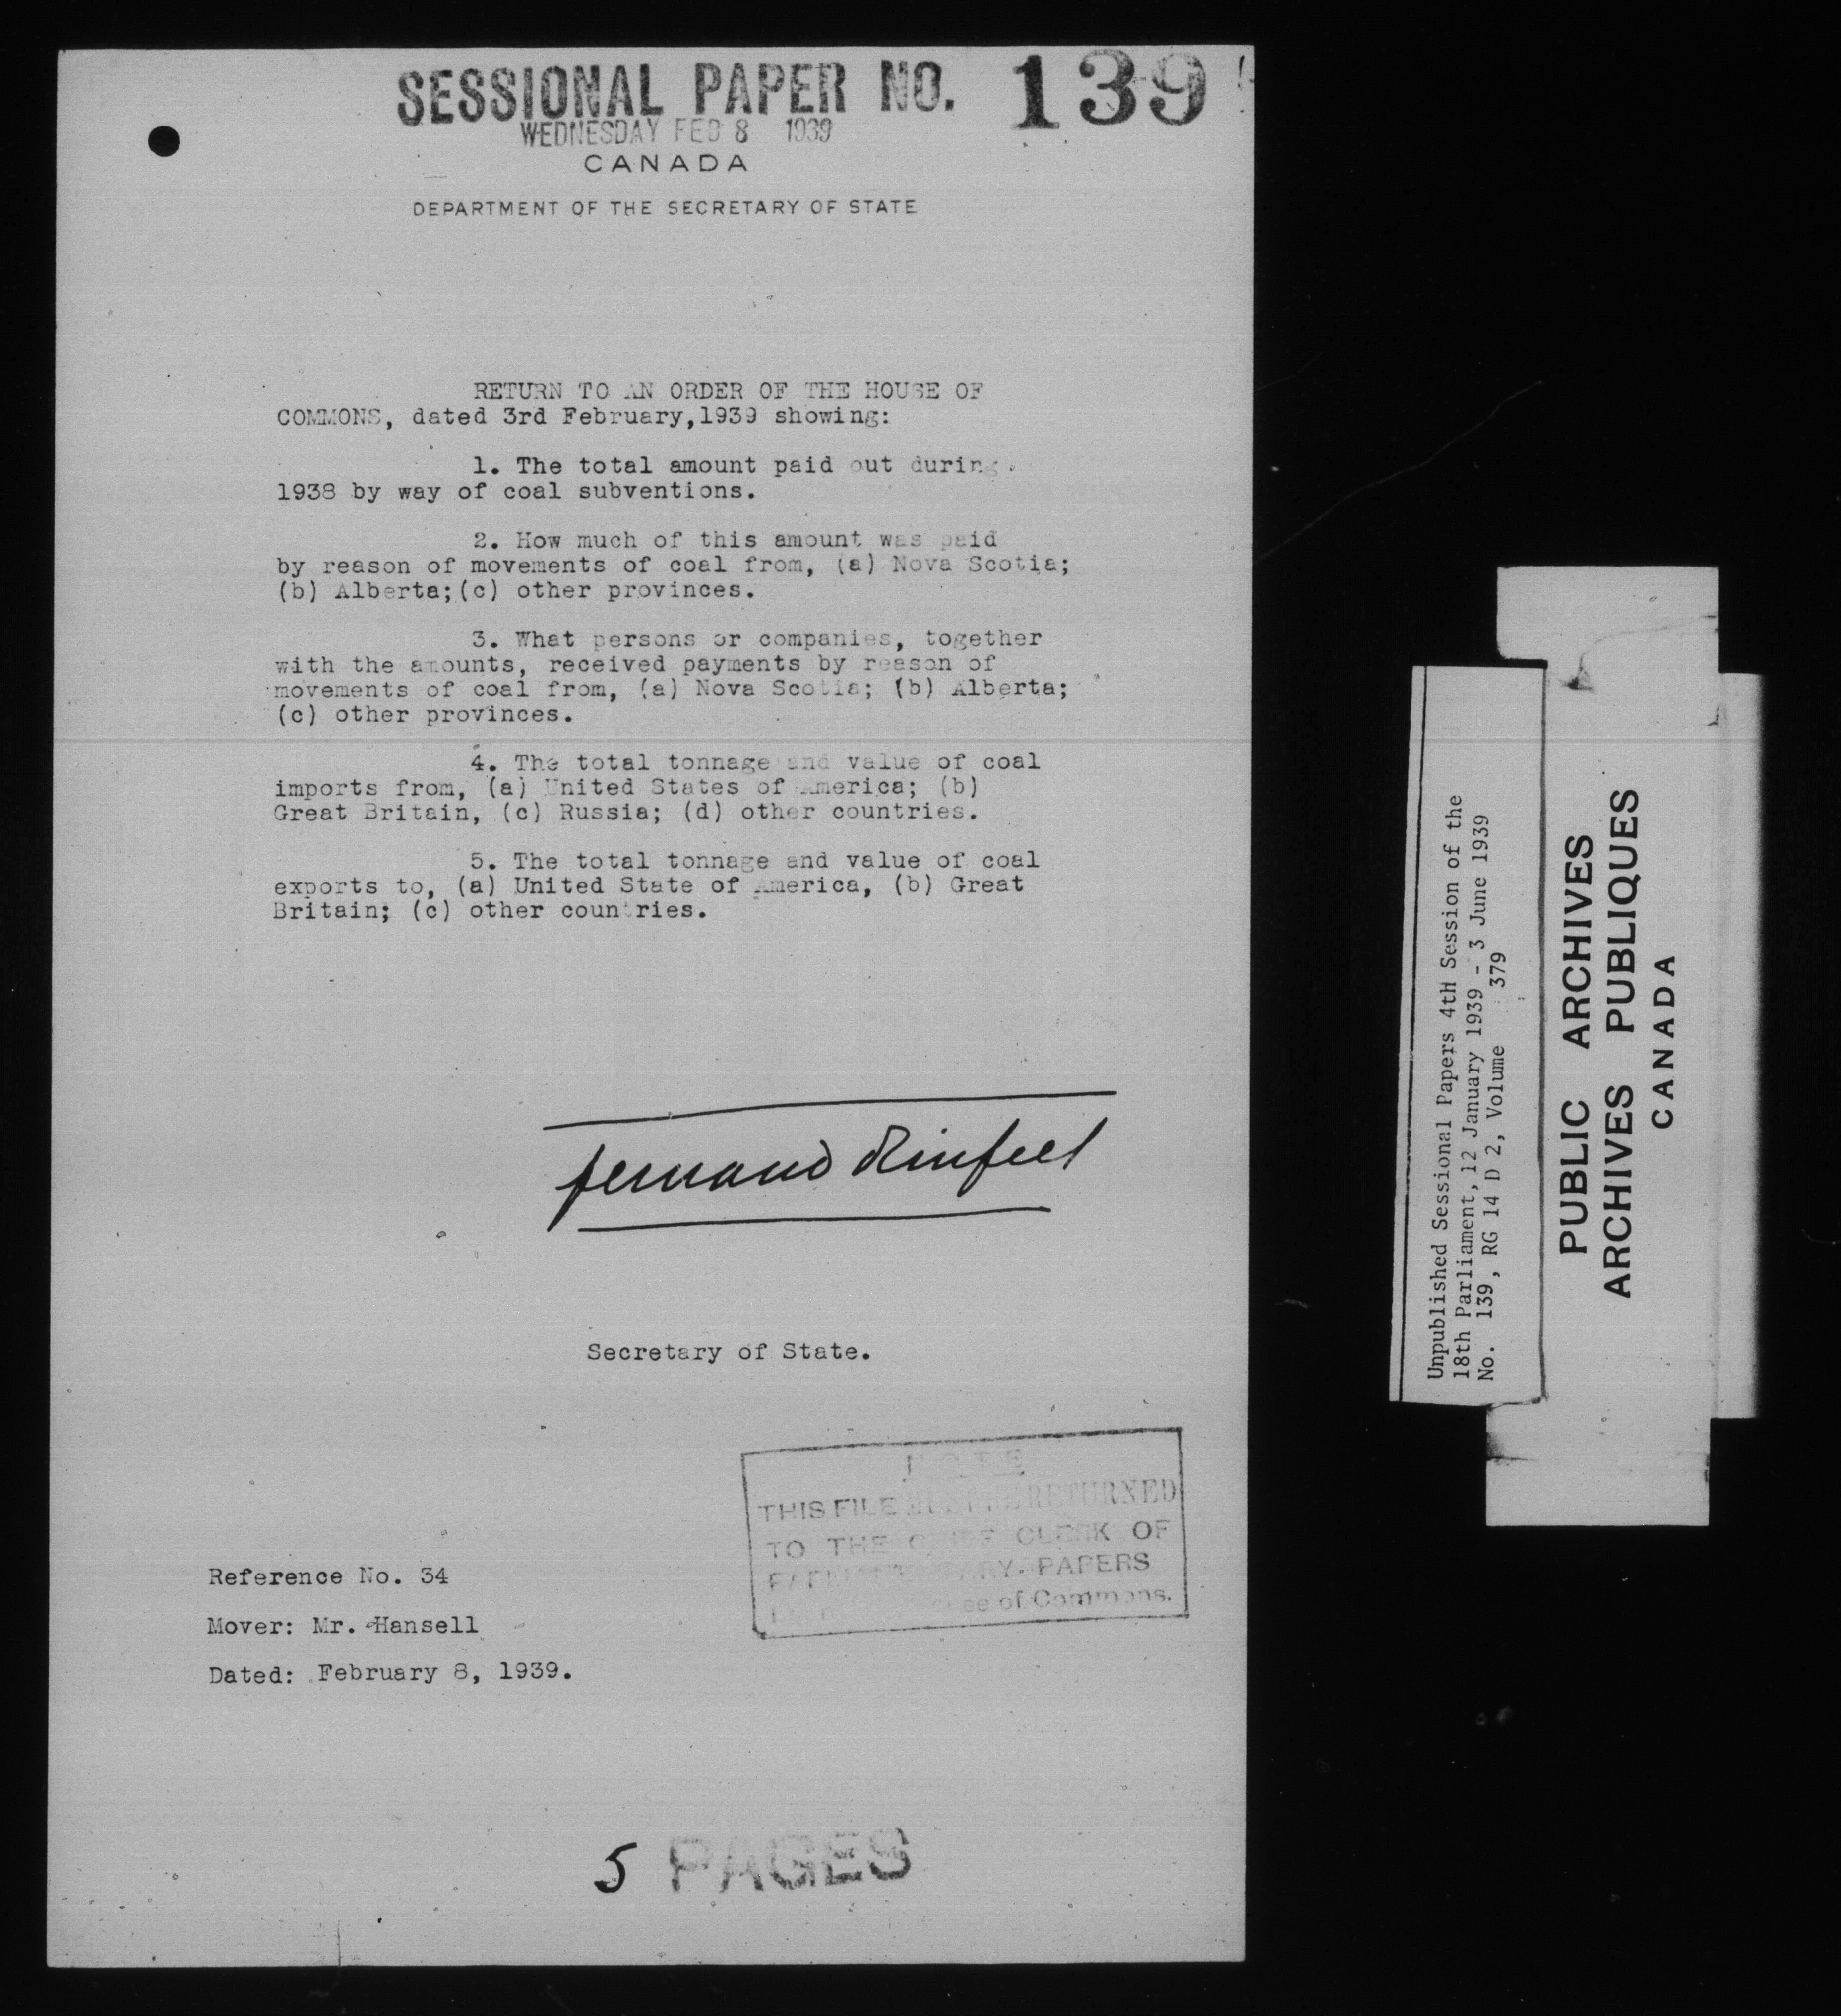 SESSIONAL PAPER NO. 139
WEDNESDAY FEB 8 1939
CANADA
DEPARTMENT OF THE SECRETARY OF STATE
RETURN TO AN ORDER OF THE HOUSE OF
COMMONS, dated 3rd February,1939 showing:
1. The total amount paid out during
1938 by way of coal subventions.
2. How much of this amount was paid
by reason of movements of coal from, (a) Nova Scotia;
(b) Alberta;(c) other provinces.
3. What persons or companies, together
with the amounts, received payments by reason of
movements of coal from, (a) Nova Scotia; (b) Alberta;
(c) other provinces.
4. The total tonnage and value of coal
imports from, (a) United States of America; (b)
Great Britain, (c) Russia; (d) other countries.
5. The total tonnage and value of coal
exports to, (a) United State of America, (b) Great
Britain; (c) other countries.
Fernand Rinfret
Secretary of State.
NOTE
THIS FILE MUST BE RETURNED
TO THE CHIEF CLERK OF
PARLIAMENTARY PAPERS
of Commons.
Reference No. 34
Mover: Mr. Hansell
Dated: February 8, 1939.
5 PAGES
Unpublished Sessional Papers 4tH Session of the
18th Parliament, 12 January 1939 - 3 June 1939
No. 139, RG 14 D 2, Volume 379
PUBLIC ARCHIVES
ARCHIVES PUBLIQUES
CANADA